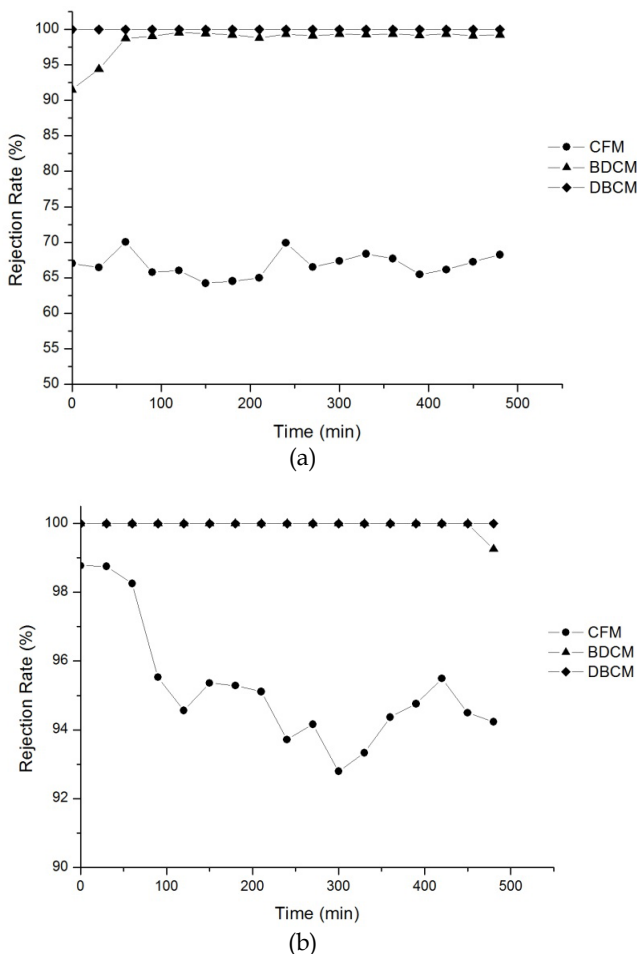 100
95
90
85
80
75
70
65
60
55
50
Rejection Rate (%)
0 100 200 300 400 500
Time (min)
CFM
BDCM
DBCM
(a)
100
98
96
94
92
90
Rejection Rate (%)
0 100 200 300 400 500
Time (min)
CFM
BDCM
DBCM
(b)